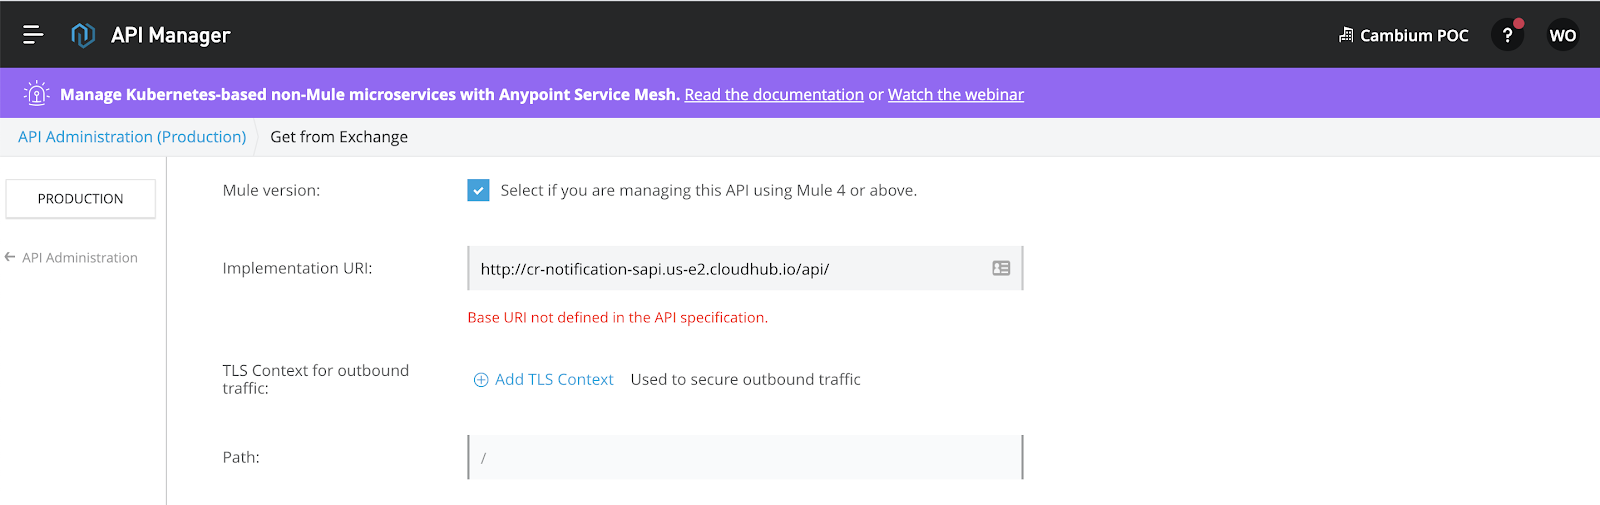 API Manager
Cambium POC
?
WO
Manage Kubernetes-based non-Mule microservices with Anypoint Service Mesh. Read the documentation or Watch the webinar
API Administration (Production)
Get from Exchange
PRODUCTION
API Administration
Mule version:
Select if you are managing this API using Mule 4 or above.
Implementation URI:
http://cr-notification-sapi.us-e2.cloudhub.io/api/
Base URI not defined in the API specification.
TLS Context for outbound
traffic:
Add TLS Context
Used to secure outbound traffic
Path:
/